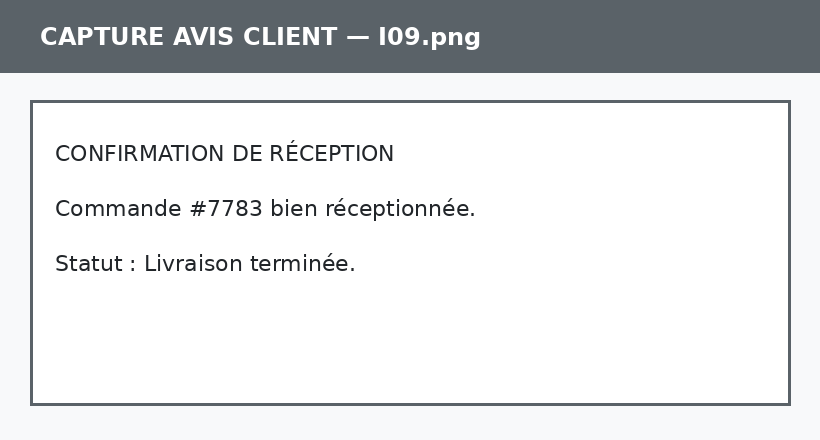 CAPTURE AVIS CLIENT — I09.png
CONFIRMATION DE RÉCEPTION
Commande #7783 bien réceptionnée.
Statut : Livraison terminée.